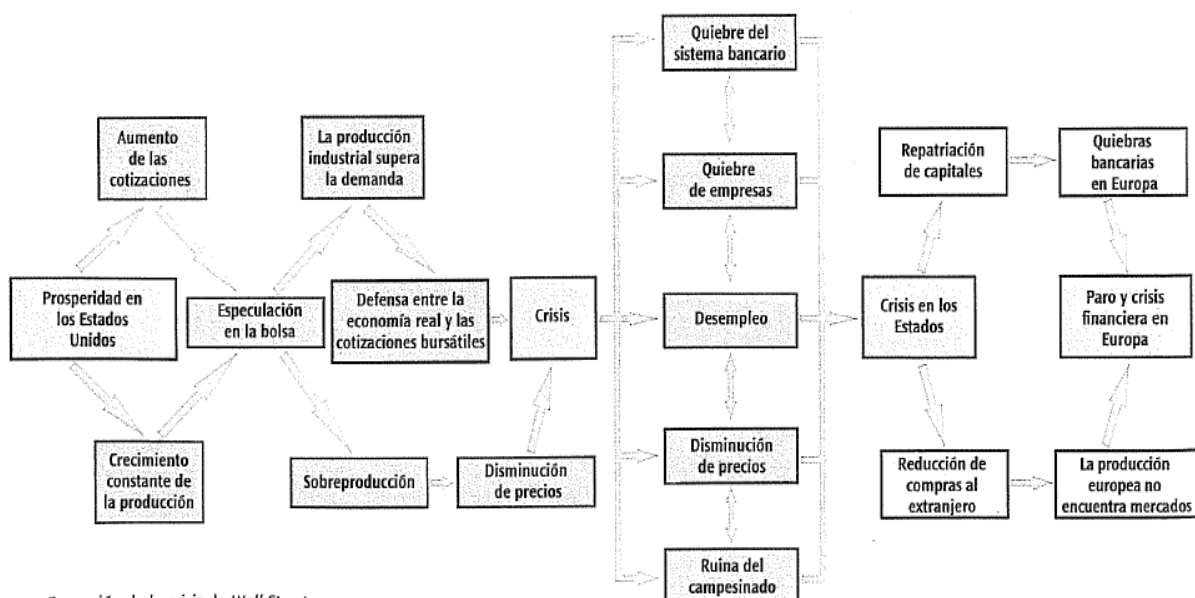 Quiebre del
sistema bancario
Aumento
de las
cotizaciones
La producción
industrial supera
la demanda
Quiebre
de empresas
Repatriación
de capitales
Quiebras
bancarias
en Europa
Prosperidad en
los Estados
Unidos
Especulación
en la bolsa
Defensa entre la
economía real y las
cotizaciones bursátiles
Crisis
Desempleo
Crisis en los
Estados
Paro y crisis
financiera en
Europa
Crecimiento
constante de
la producción
Sobreproducción
Disminución
de precios
Disminución
de precios
Reducción de
compras al
extranjero
La producción
europea no
encuentra mercados
Ruina del
campesinado